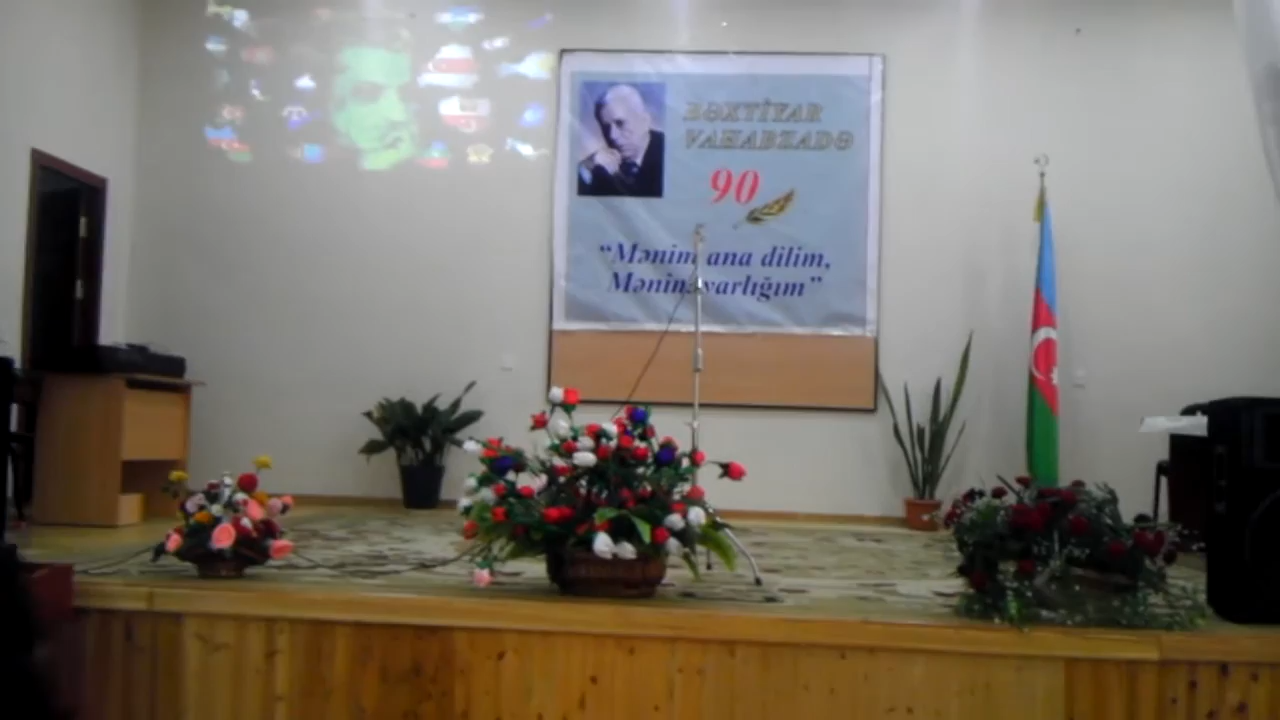 BƏXTİYAR
VAHABZADƏ
90
“Mənim ana dilim,
Mənim varlığım”